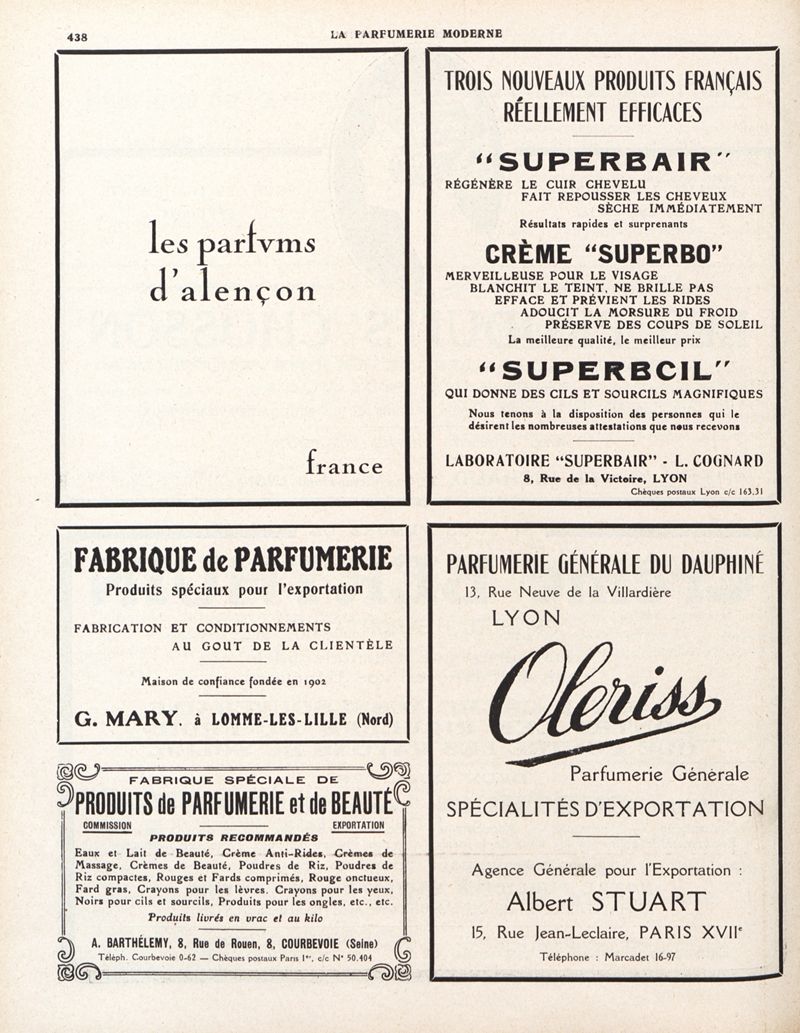 438
LA PARFUMERIE MODERNE
les parfvms
d'alençon
france
TROIS NOUVEAUX PRODUITS FRANÇAIS
RÉELLEMENT EFFICACES
“SUPERBAIR”
RÉGÉNÈRE LE CUIR CHEVELU
FAIT REPOUSSER LES CHEVEUX
SÈCHE IMMÉDIATEMENT
Résultats rapides et surprenants
CRÈME “SUPERBO”
MERVEILLEUSE POUR LE VISAGE
BLANCHIT LE TEINT, NE BRILLE PAS
EFFACE ET PRÉVIENT LES RIDES
ADOUCIT LA MORSURE DU FROID
PRÉSERVE DES COUPS DE SOLEIL
La meilleure qualité, le meilleur prix
“SUPERBCIL”
QUI DONNE DES CILS ET SOURCILS MAGNIFIQUES
Nous tenons à la disposition des personnes qui le
désirent les nombreuses attestations que nous recevons
LABORATOIRE “SUPERBAIR” - L. COGNARD
8, Rue de la Victoire, LYON
Chèques postaux Lyon c/c 163,31
FABRIQUE de PARFUMERIE
Produits spéciaux pour l'exportation
FABRICATION ET CONDITIONNEMENTS
AU GOUT DE LA CLIENTÈLE
Maison de confiance fondée en 1902
G. MARY. à LOMME-LES-LILLE (Nord)
FABRIQUE SPÉCIALE DE
PRODUITS de PARFUMERIE et de BEAUTÉ
COMMISSION EXPORTATION
PRODUITS RECOMMANDÉS
Eaux et Lait de Beauté, Crème Anti-Rides, Crèmes de
Massage, Crèmes de Beauté, Poudres de Riz, Poudres de
Riz compactes, Rouges et Fards comprimés, Rouge onctueux,
Fard gras, Crayons pour les lèvres. Crayons pour les yeux,
Noirs pour cils et sourcils, Produits pour les ongles, etc., etc.
Produits livrés en vrac et au kilo
A. BARTHÉLEMY, 8, Rue de Rouen, 8, COURBEVOIE (Seine)
Téléph. Courbevoie 0-62 — Chèques postaux Paris 1er, c/c N° 50.404
PARFUMERIE GÉNÉRALE DU DAUPHINÉ
13, Rue Neuve de la Villardière
LYON
Oleriss
Parfumerie Générale
SPÉCIALITÉS D'EXPORTATION
Agence Générale pour l'Exportation :
Albert STUART
15, Rue Jean-Leclaire, PARIS XVIIe
Téléphone : Marcadet 16-97